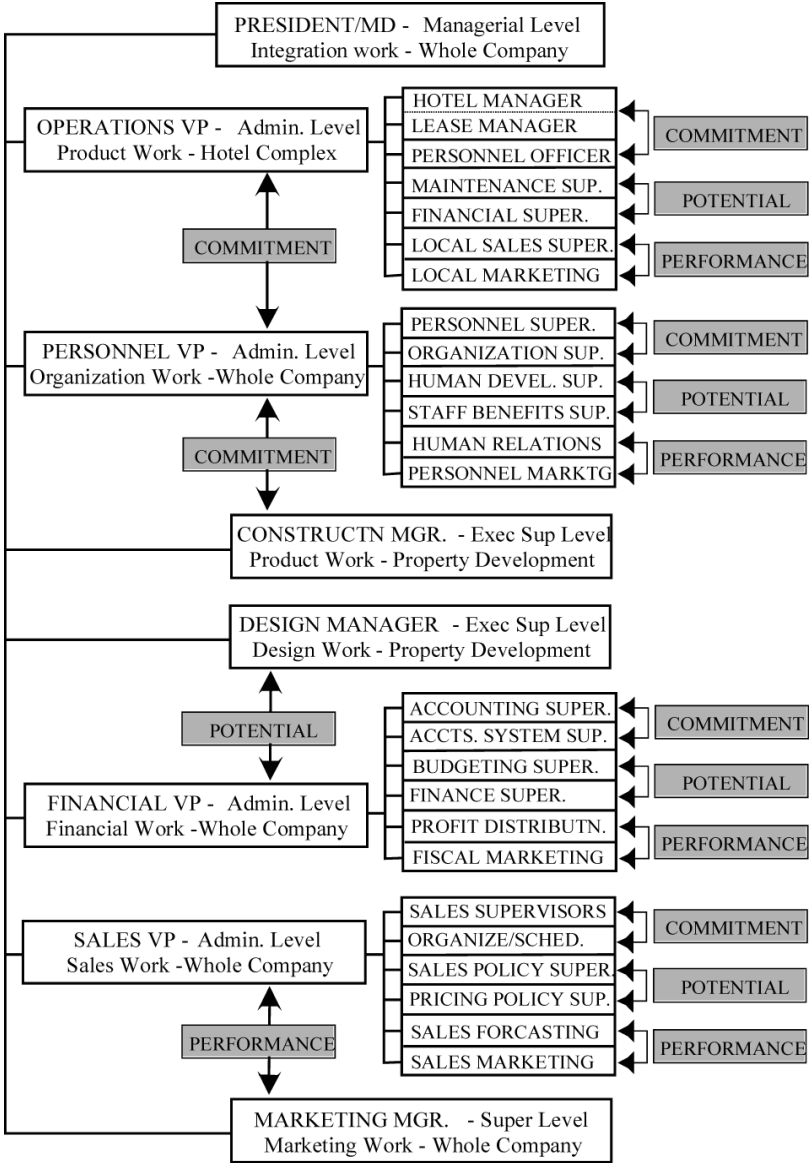 PRESIDENT/MD - Managerial Level
Integration work - Whole Company
OPERATIONS VP - Admin. Level
Product Work - Hotel Complex
HOTEL MANAGER
LEASE MANAGER
PERSONNEL OFFICER
MAINTENANCE SUP.
FINANCIAL SUPER.
LOCAL SALES SUPER.
LOCAL MARKETING
COMMITMENT
POTENTIAL
PERFORMANCE
COMMITMENT
PERSONNEL VP - Admin. Level
Organization Work -Whole Company
PERSONNEL SUPER.
ORGANIZATION SUP.
HUMAN DEVEL. SUP.
STAFF BENEFITS SUP.
HUMAN RELATIONS
PERSONNEL MARKTG
COMMITMENT
POTENTIAL
PERFORMANCE
COMMITMENT
CONSTRUCTN MGR. - Exec Sup Level
Product Work - Property Development
DESIGN MANAGER - Exec Sup Level
Design Work - Property Development
POTENTIAL
FINANCIAL VP - Admin. Level
Financial Work -Whole Company
ACCOUNTING SUPER.
ACCTS. SYSTEM SUP.
BUDGETING SUPER.
FINANCE SUPER.
PROFIT DISTRIBUTN.
FISCAL MARKETING
COMMITMENT
POTENTIAL
PERFORMANCE
SALES VP - Admin. Level
Sales Work -Whole Company
SALES SUPERVISORS
ORGANIZE/SCHED.
SALES POLICY SUPER.
PRICING POLICY SUP.
SALES FORCASTING
SALES MARKETING
COMMITMENT
POTENTIAL
PERFORMANCE
PERFORMANCE
MARKETING MGR. - Super Level
Marketing Work - Whole Company